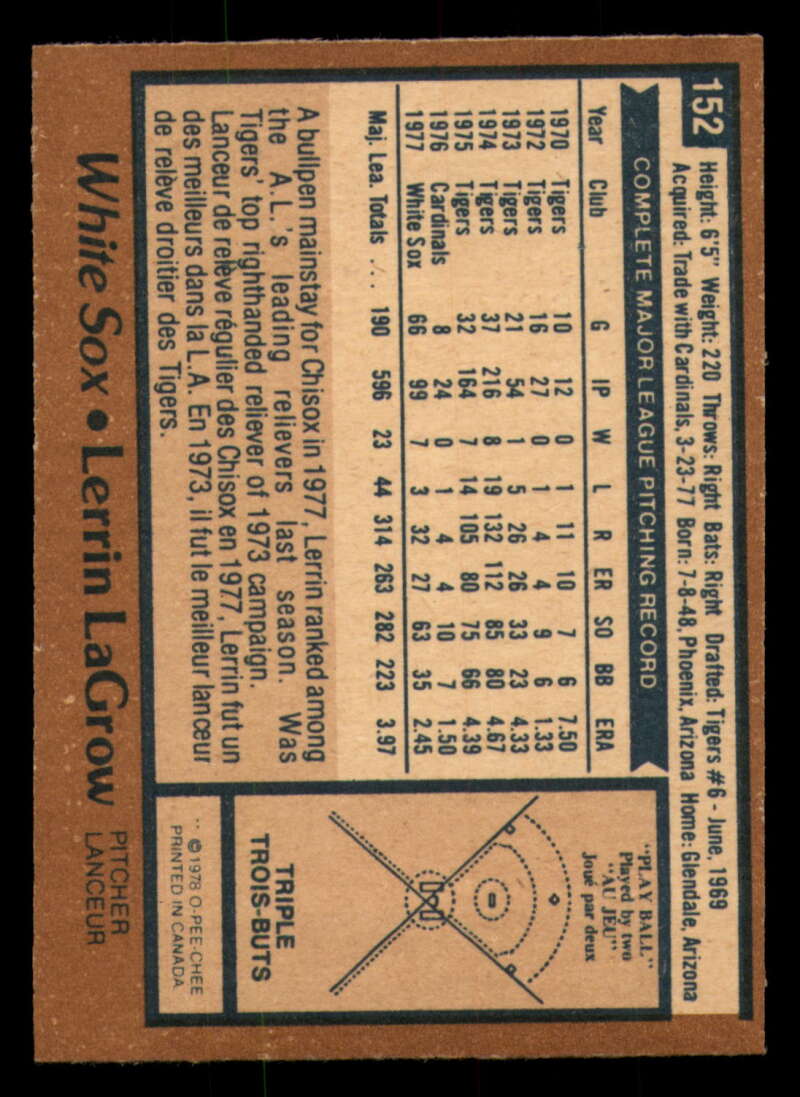 152
Height: 6'5" Weight: 220 Throws: Right Bats: Right Drafted: Tigers #6 - June, 1969
Acquired: Trade with Cardinals, 3-23-77 Born: 7-8-48, Phoenix, Arizona Home: Glendale, Arizona
COMPLETE MAJOR LEAGUE PITCHING RECORD
Year Club G IP W L R ER SO BB ERA
1970 Tigers 10 12 0 1 11 10 7 6 7.50
1972 Tigers 16 27 0 1 4 4 9 6 1.33
1973 Tigers 21 54 1 5 26 26 33 23 4.33
1974 Tigers 37 216 8 19 132 112 85 80 4.67
1975 Tigers 32 164 7 14 105 80 75 66 4.39
1976 Cardinals 8 24 0 1 4 4 10 7 1.50
1977 White Sox 66 99 7 3 32 27 63 35 2.45
Maj. Lea. Totals ... 190 596 23 44 314 263 282 223 3.97
A bullpen mainstay for Chisox in 1977, Lerrin ranked among
the A.L.'s leading relievers last season. Was
Tigers' top righthanded reliever of 1973 campaign.
Lanceur de relève régulier des Chisox en 1977, Lerrin fut un
des meilleurs dans la L.A. En 1973, il fut le meilleur lanceur
de relève droitier des Tigers.
"PLAY BALL"
Played by two
"AU JEU"
Joué par deux
TRIPLE
TROIS-BUTS
** ©1978 O-PEE-CHEE
PRINTED IN CANADA
White Sox • Lerrin LaGrow
PITCHER
LANCEUR